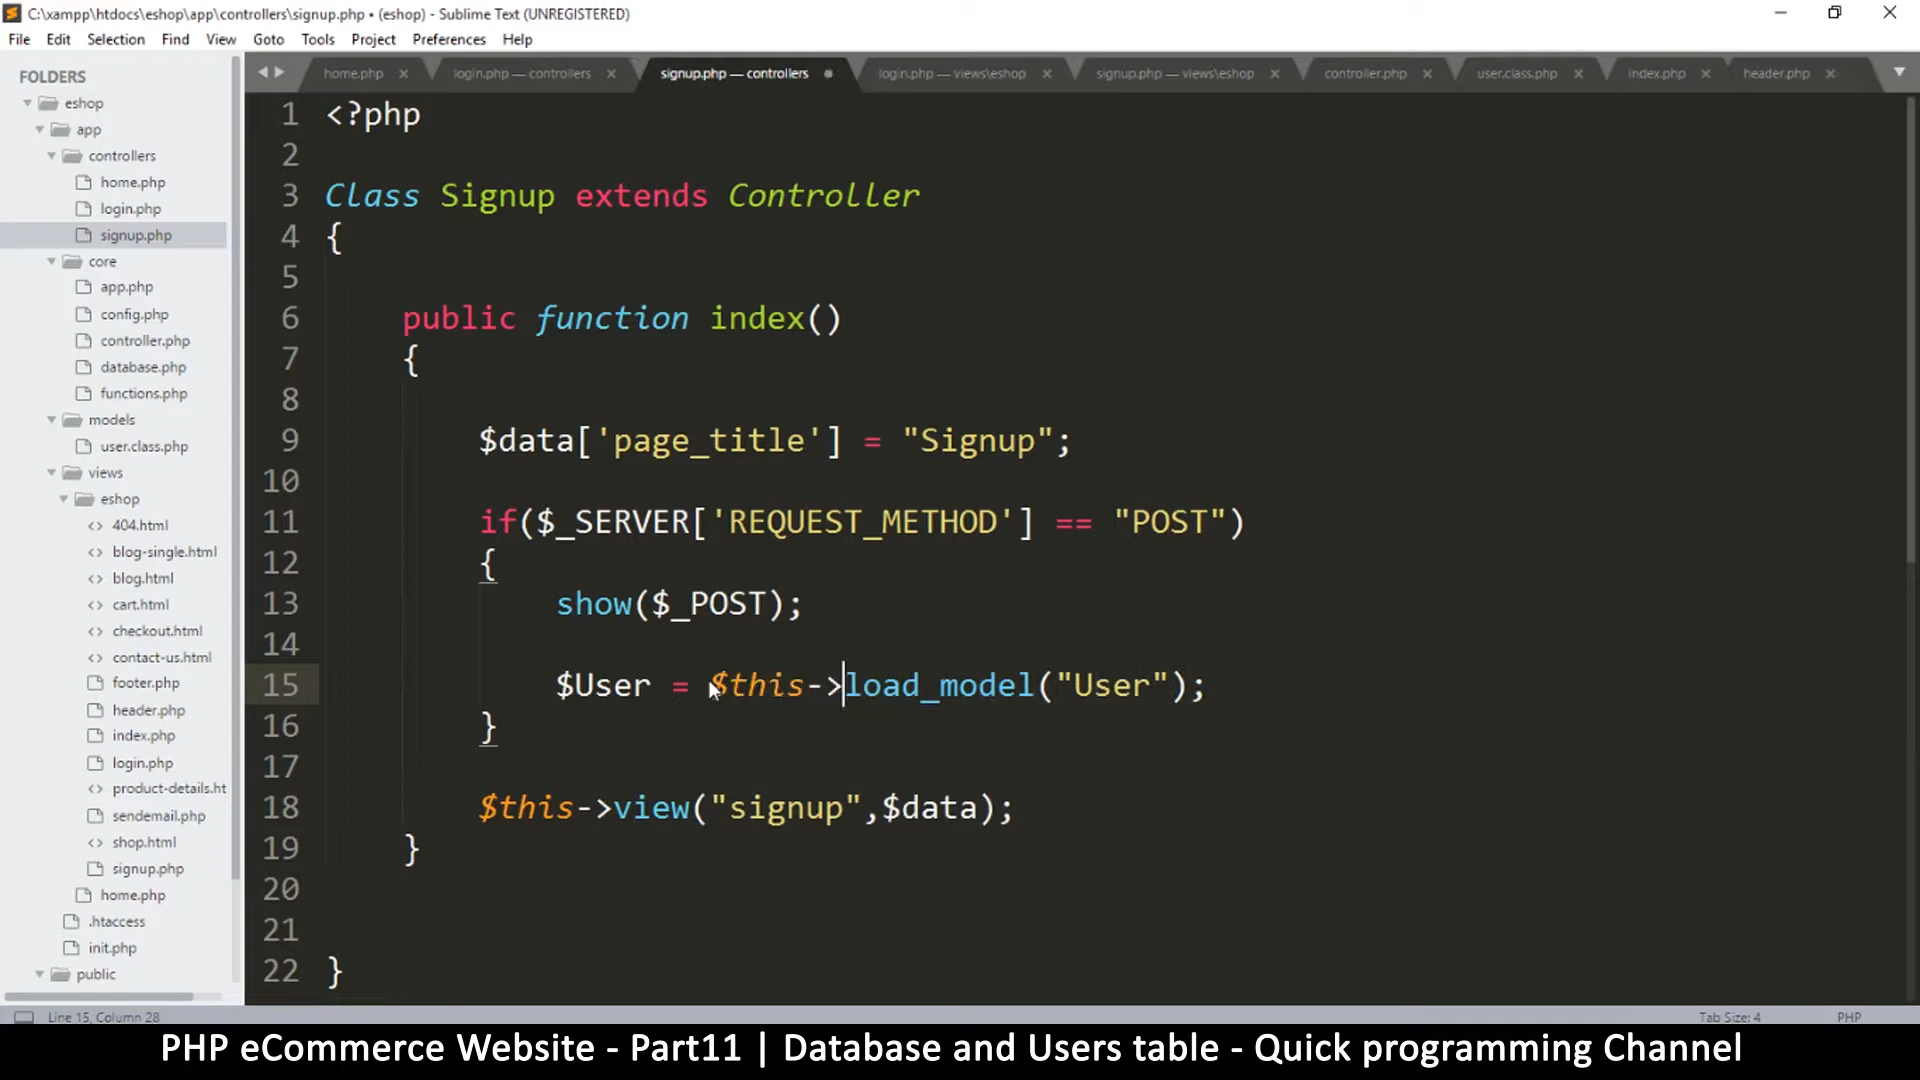 C:\xampp\htdocs\eshop\app\controllers\signup.php • (eshop) - Sublime Text (UNREGISTERED)
File Edit Selection Find View Goto Tools Project Preferences Help
FOLDERS
eshop
app
controllers
home.php
login.php
signup.php
core
app.php
config.php
controller.php
database.php
functions.php
models
user.class.php
views
eshop
404.html
blog-single.html
blog.html
cart.html
checkout.html
contact-us.html
footer.php
header.php
index.php
login.php
product-details.ht
sendemail.php
shop.html
signup.php
home.php
.htaccess
init.php
public
home.php login.php — controllers signup.php — controllers login.php — views\eshop signup.php — views\eshop controller.php user.class.php index.php header.php
1 <?php
2
3 Class Signup extends Controller
4 {
5
6 public function index()
7 {
8
9 $data['page_title'] = "Signup";
10
11 if($_SERVER['REQUEST_METHOD'] == "POST")
12 {
13 show($_POST);
14
15 $User = $this->load_model("User");
16 }
17
18 $this->view("signup",$data);
19 }
20
21
22 }
Line 15, Column 28 Tab Size: 4 PHP
PHP eCommerce Website - Part11 | Database and Users table - Quick programming Channel